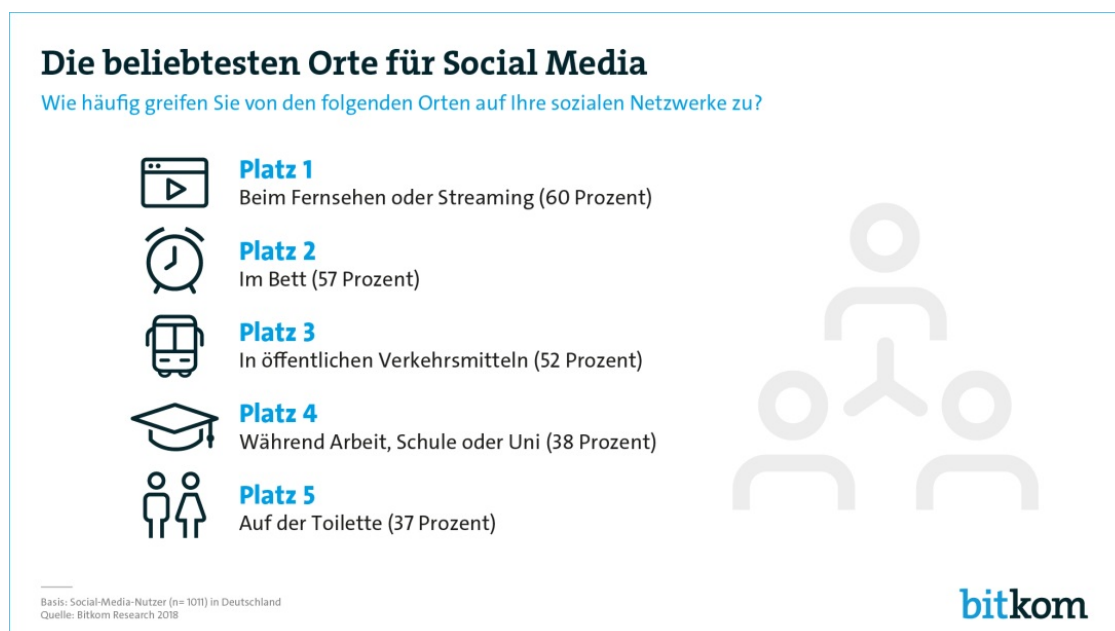 Die beliebtesten Orte für Social Media
Wie häufig greifen Sie von den folgenden Orten auf Ihre sozialen Netzwerke zu?
Platz 1
Beim Fernsehen oder Streaming (60 Prozent)
Platz 2
Im Bett (57 Prozent)
Platz 3
In öffentlichen Verkehrsmitteln (52 Prozent)
Platz 4
Während Arbeit, Schule oder Uni (38 Prozent)
Platz 5
Auf der Toilette (37 Prozent)
Basis: Social-Media-Nutzer (n= 1011) in Deutschland
Quelle: Bitkom Research 2018
bitkom